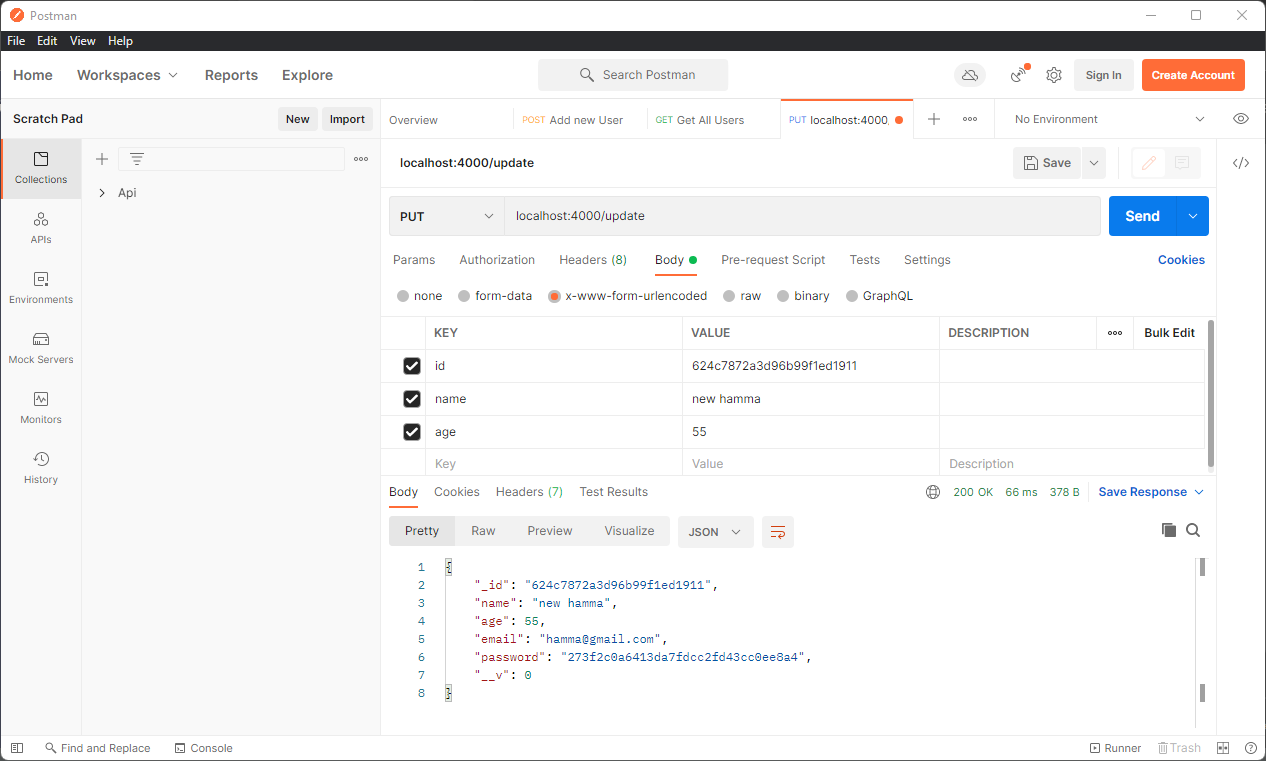 Postman
File Edit View Help
Home Workspaces Reports Explore Search Postman Sign In Create Account
Scratch Pad New Import
Overview POST Add new User GET Get All Users PUT localhost:4000, No Environment
Collections
APIs
Environments
Mock Servers
Monitors
History
Api
localhost:4000/update Save
PUT localhost:4000/update Send
Params Authorization Headers (8) Body Pre-request Script Tests Settings Cookies
none form-data x-www-form-urlencoded raw binary GraphQL
KEY VALUE DESCRIPTION Bulk Edit
id 624c7872a3d96b99f1ed1911
name new hamma
age 55
Key Value Description
Body Cookies Headers (7) Test Results 200 OK 66 ms 378 B Save Response
Pretty Raw Preview Visualize JSON
1 {
2 "_id": "624c7872a3d96b99f1ed1911",
3 "name": "new hamma",
4 "age": 55,
5 "email": "hamma@gmail.com",
6 "password": "273f2c0a6413da7fdcc2fd43cc0ee8a4",
7 "__v": 0
8 }
Find and Replace Console Runner Trash